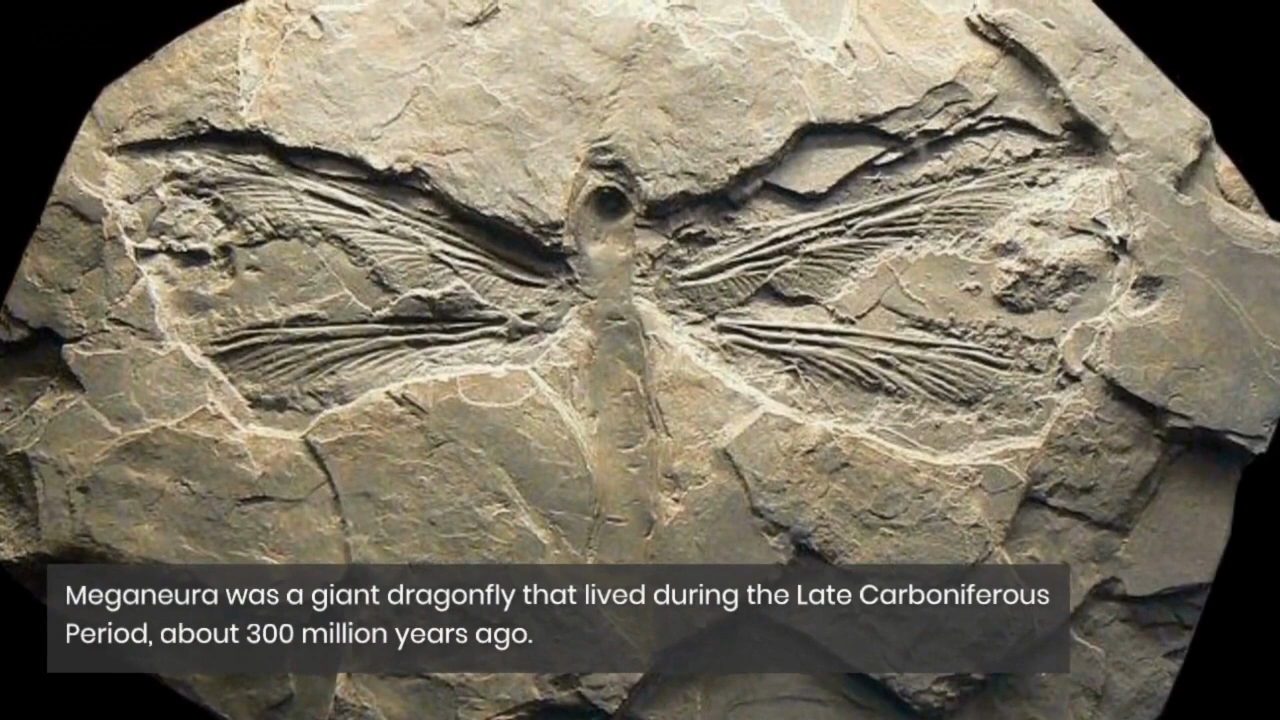 Meganeura was a giant dragonfly that lived during the Late Carboniferous
Period, about 300 million years ago.